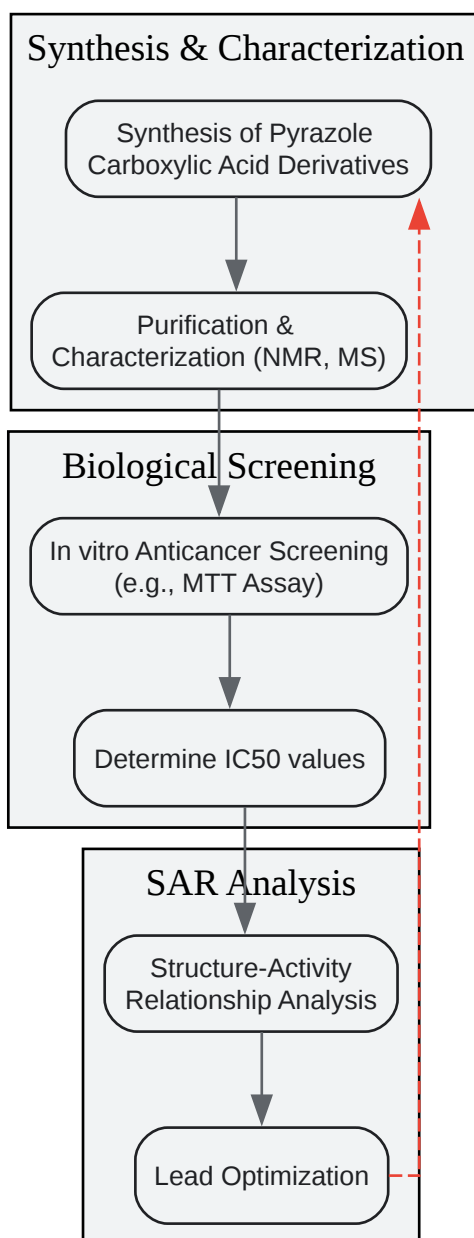 Synthesis & Characterization
Synthesis of Pyrazole
Carboxylic Acid Derivatives
Purification &
Characterization (NMR, MS)
Biological Screening
In vitro Anticancer Screening
(e.g., MTT Assay)
Determine IC50 values
SAR Analysis
Structure-Activity
Relationship Analysis
Lead Optimization